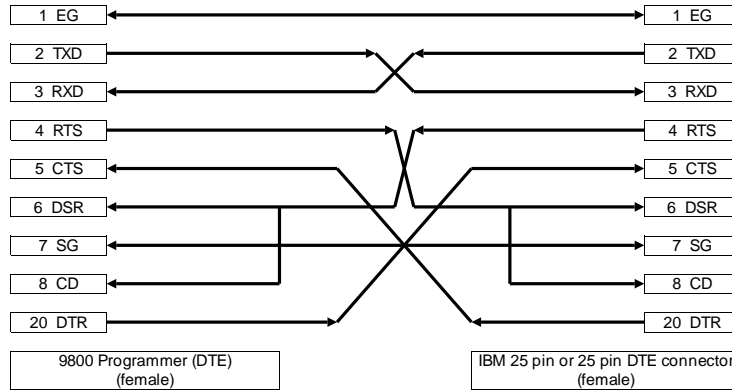 1 EG 1 EG
2 TXD 2 TXD
3 RXD 3 RXD
4 RTS 4 RTS
5 CTS 5 CTS
6 DSR 6 DSR
7 SG 7 SG
8 CD 8 CD
20 DTR 20 DTR
9800 Programmer (DTE)
(female)
IBM 25 pin or 25 pin DTE connector
(female)